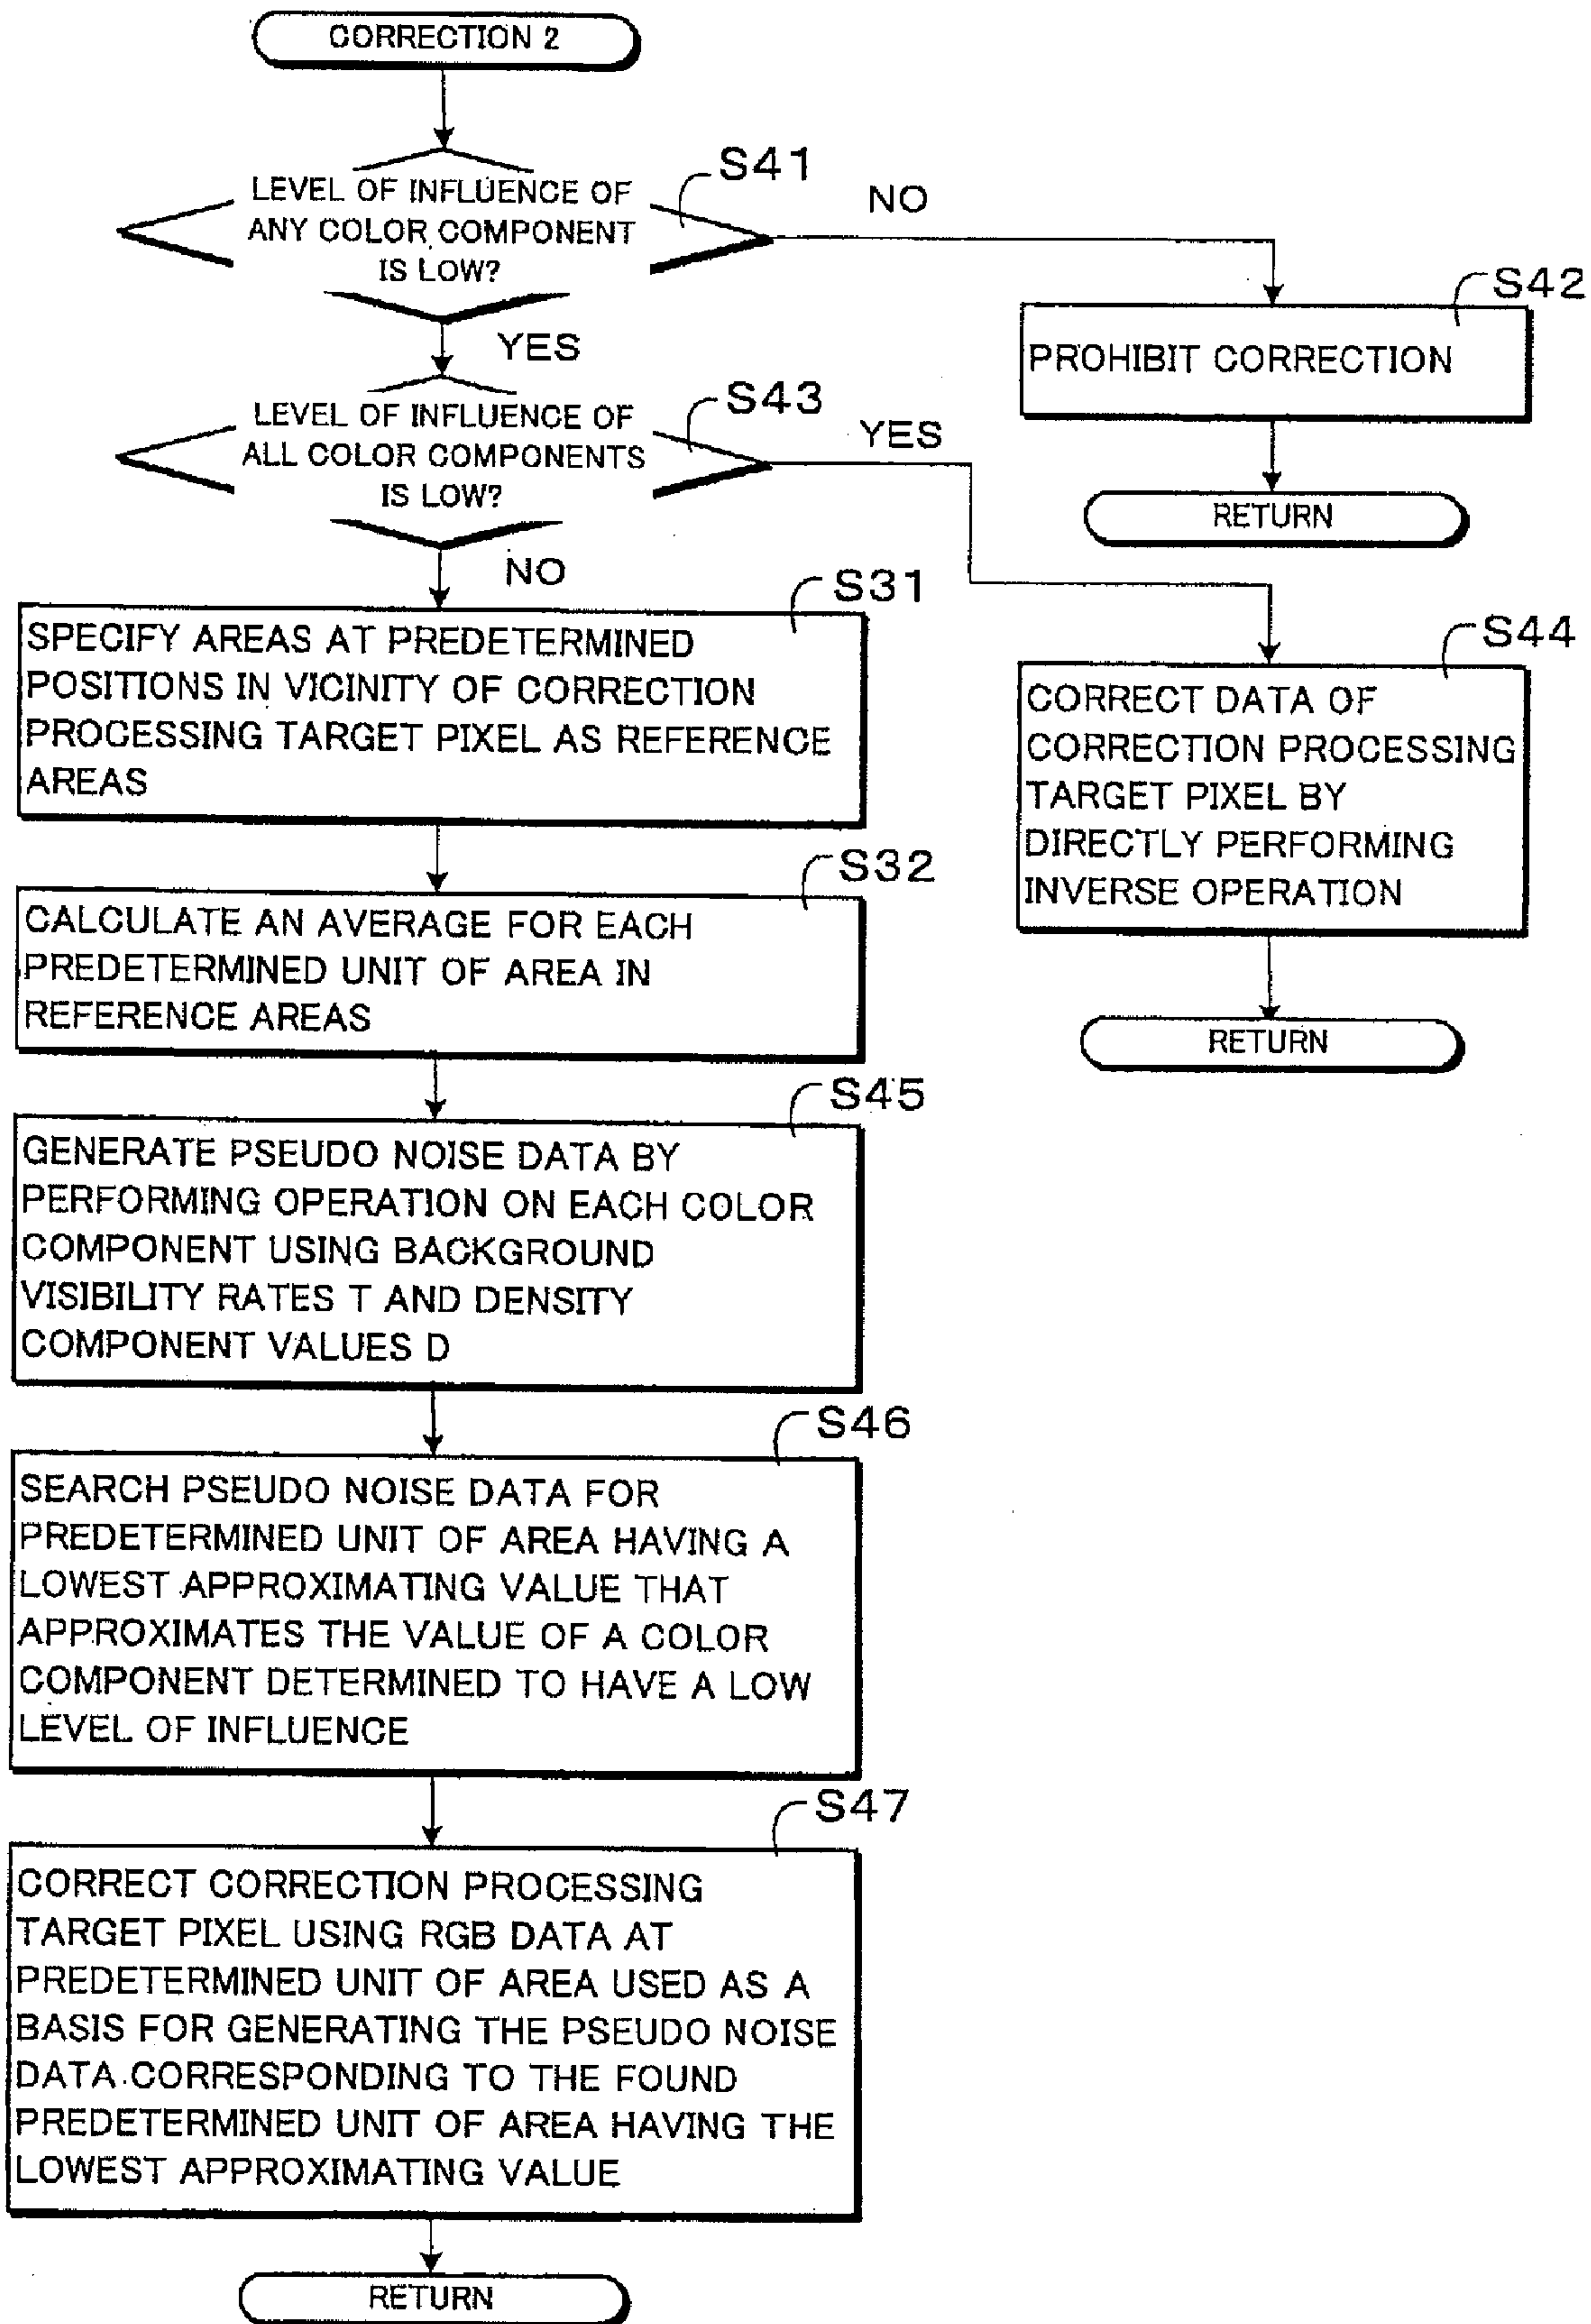 CORRECTION 2
LEVEL OF INFLUENCE OF
ANY COLOR COMPONENT
IS LOW?
S41
NO
S42
PROHIBIT CORRECTION
RETURN
YES
LEVEL OF INFLUENCE OF
ALL COLOR COMPONENTS
IS LOW?
S43
YES
S44
CORRECT DATA OF
CORRECTION PROCESSING
TARGET PIXEL BY
DIRECTLY PERFORMING
INVERSE OPERATION
RETURN
NO
S31
SPECIFY AREAS AT PREDETERMINED
POSITIONS IN VICINITY OF CORRECTION
PROCESSING TARGET PIXEL AS REFERENCE
AREAS
S32
CALCULATE AN AVERAGE FOR EACH
PREDETERMINED UNIT OF AREA IN
REFERENCE AREAS
S45
GENERATE PSEUDO NOISE DATA BY
PERFORMING OPERATION ON EACH COLOR
COMPONENT USING BACKGROUND
VISIBILITY RATES T AND DENSITY
COMPONENT VALUES D
S46
SEARCH PSEUDO NOISE DATA FOR
PREDETERMINED UNIT OF AREA HAVING A
LOWEST APPROXIMATING VALUE THAT
APPROXIMATES THE VALUE OF A COLOR
COMPONENT DETERMINED TO HAVE A LOW
LEVEL OF INFLUENCE
S47
CORRECT CORRECTION PROCESSING
TARGET PIXEL USING RGB DATA AT
PREDETERMINED UNIT OF AREA USED AS A
BASIS FOR GENERATING THE PSEUDO NOISE
DATA CORRESPONDING TO THE FOUND
PREDETERMINED UNIT OF AREA HAVING THE
LOWEST APPROXIMATING VALUE
RETURN